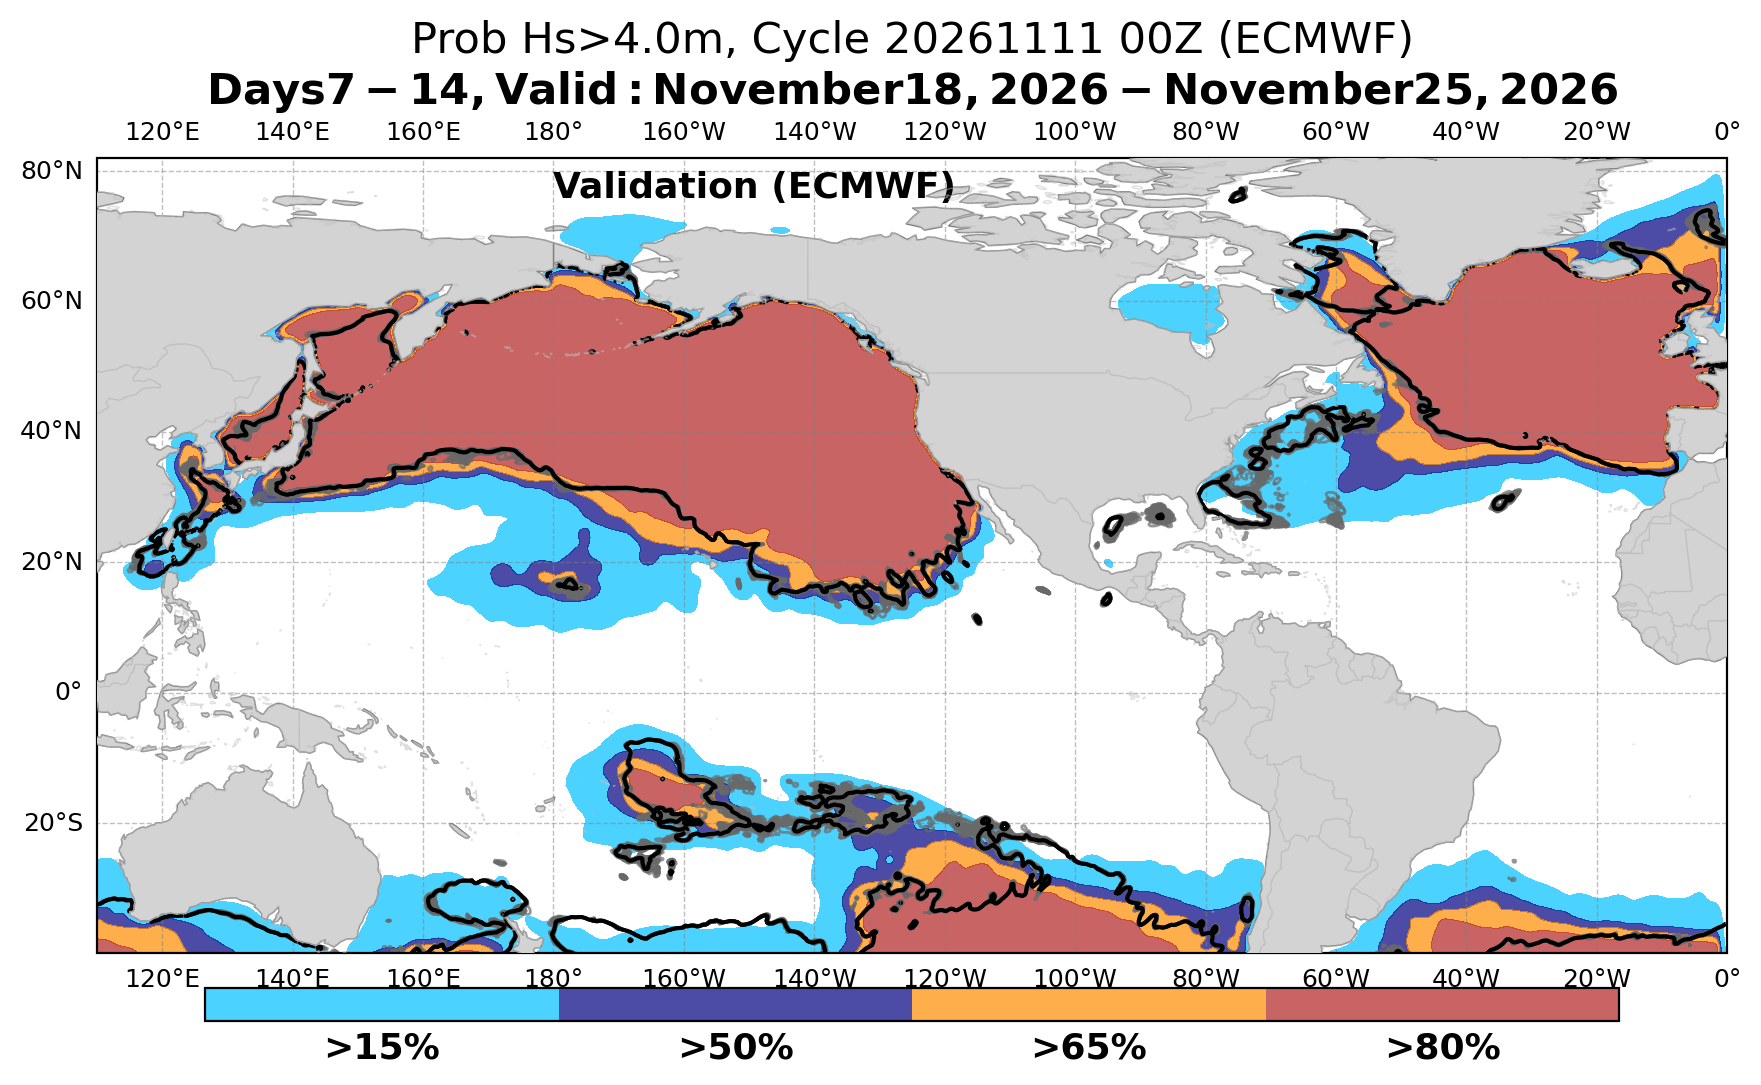 Prob Hs>4.0m, Cycle 20261111 00Z (ECMWF)
Days7 − 14, Valid : November18, 2026 − November25, 2026
120°E 140°E 160°E 180° 160°W 140°W 120°W 100°W 80°W 60°W 40°W 20°W 0°
80°N
Validation (ECMWF)
60°N
40°N
20°N
0°
20°S
120°E 140°E 160°E 180° 160°W 140°W 120°W 100°W 80°W 60°W 40°W 20°W 0°
>15% >50% >65% >80%